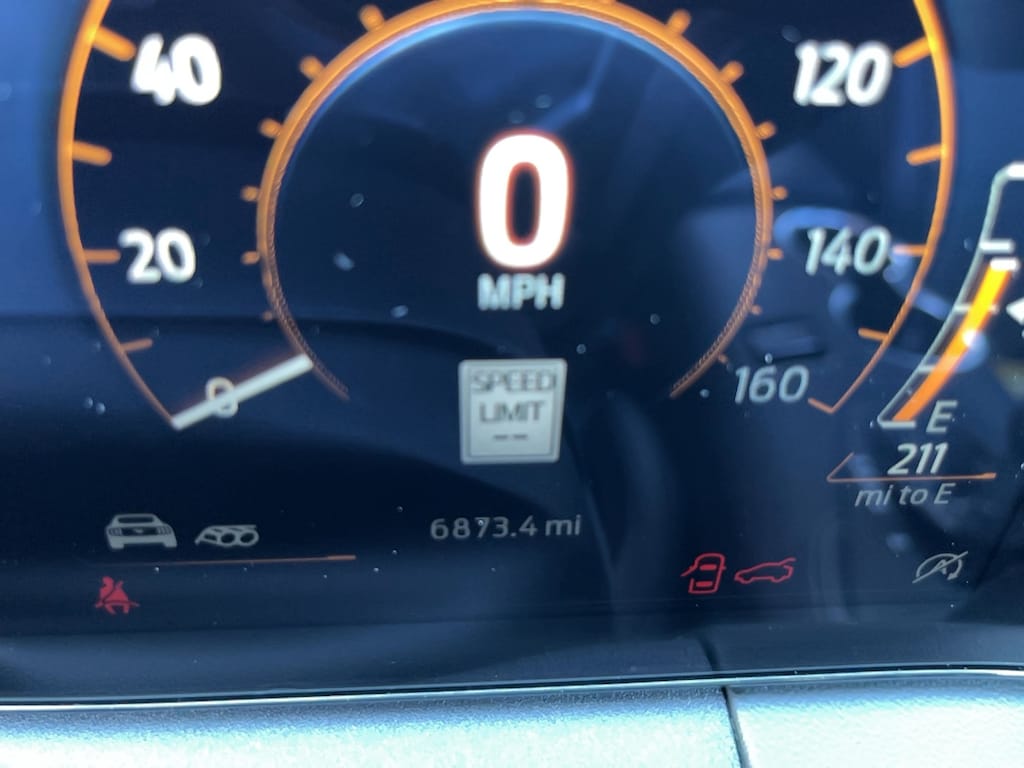 40
120
0
MPH
20
140
0
SPEED
LIMIT
--
160
E
211
mi to E
6873.4 mi